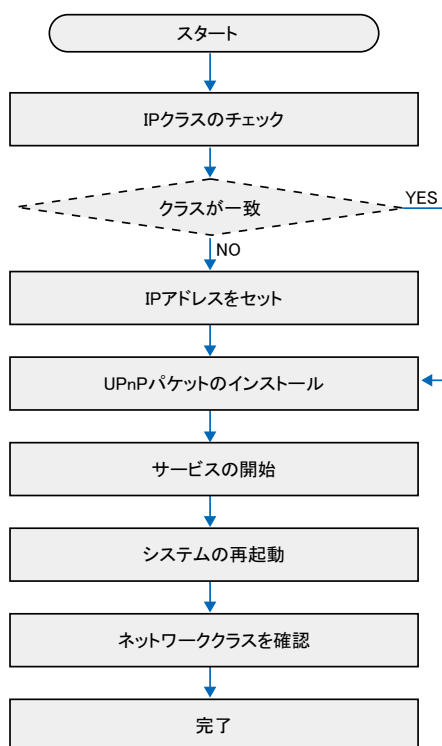 スタート
IPクラスのチェック
クラスが一致
YES
NO
IPアドレスをセット
UPnPパケットのインストール
サービスの開始
システムの再起動
ネットワーククラスを確認
完了